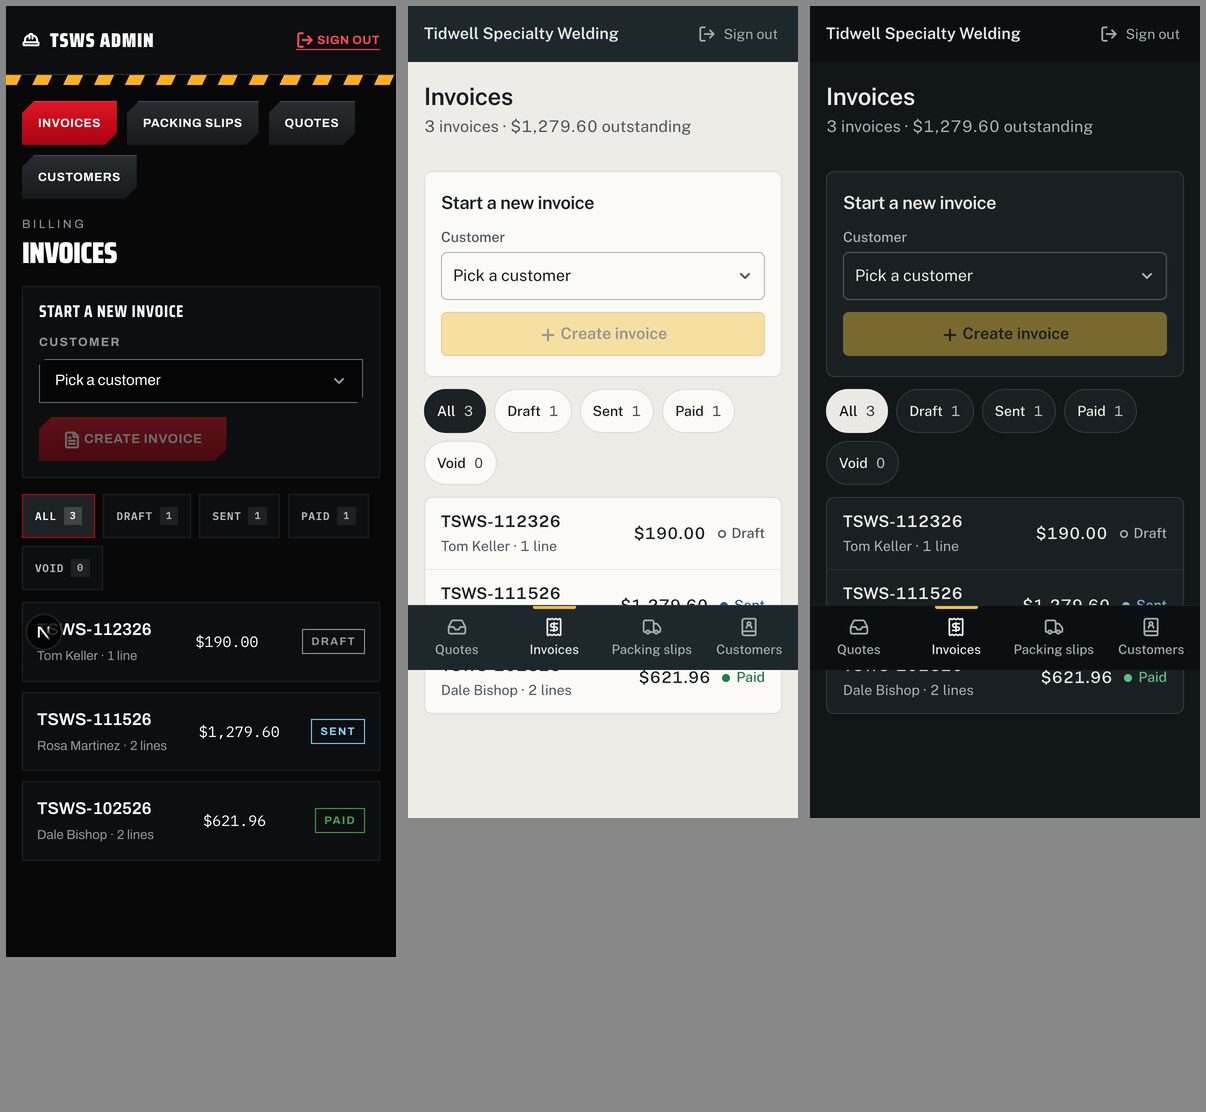 TSWS ADMIN
SIGN OUT
INVOICES
PACKING SLIPS
QUOTES
CUSTOMERS
BILLING
INVOICES
START A NEW INVOICE
CUSTOMER
Pick a customer
CREATE INVOICE
ALL 3
DRAFT 1
SENT 1
PAID 1
VOID 0
N
WS-112326
$190.00
DRAFT
Tom Keller · 1 line
TSWS-111526
$1,279.60
SENT
Rosa Martinez · 2 lines
TSWS-102526
$621.96
PAID
Dale Bishop · 2 lines
Tidwell Specialty Welding
Sign out
Invoices
3 invoices · $1,279.60 outstanding
Start a new invoice
Customer
Pick a customer
+ Create invoice
All 3
Draft 1
Sent 1
Paid 1
Void 0
TSWS-112326
$190.00
Draft
Tom Keller · 1 line
TSWS-111526
$1,279.60
Sent
Quotes
Invoices
Packing slips
Customers
$621.96
Paid
Dale Bishop · 2 lines
Tidwell Specialty Welding
Sign out
Invoices
3 invoices · $1,279.60 outstanding
Start a new invoice
Customer
Pick a customer
+ Create invoice
All 3
Draft 1
Sent 1
Paid 1
Void 0
TSWS-112326
$190.00
Draft
Tom Keller · 1 line
TSWS-111526
$1,279.60
Sent
Quotes
Invoices
Packing slips
Customers
$621.96
Paid
Dale Bishop · 2 lines